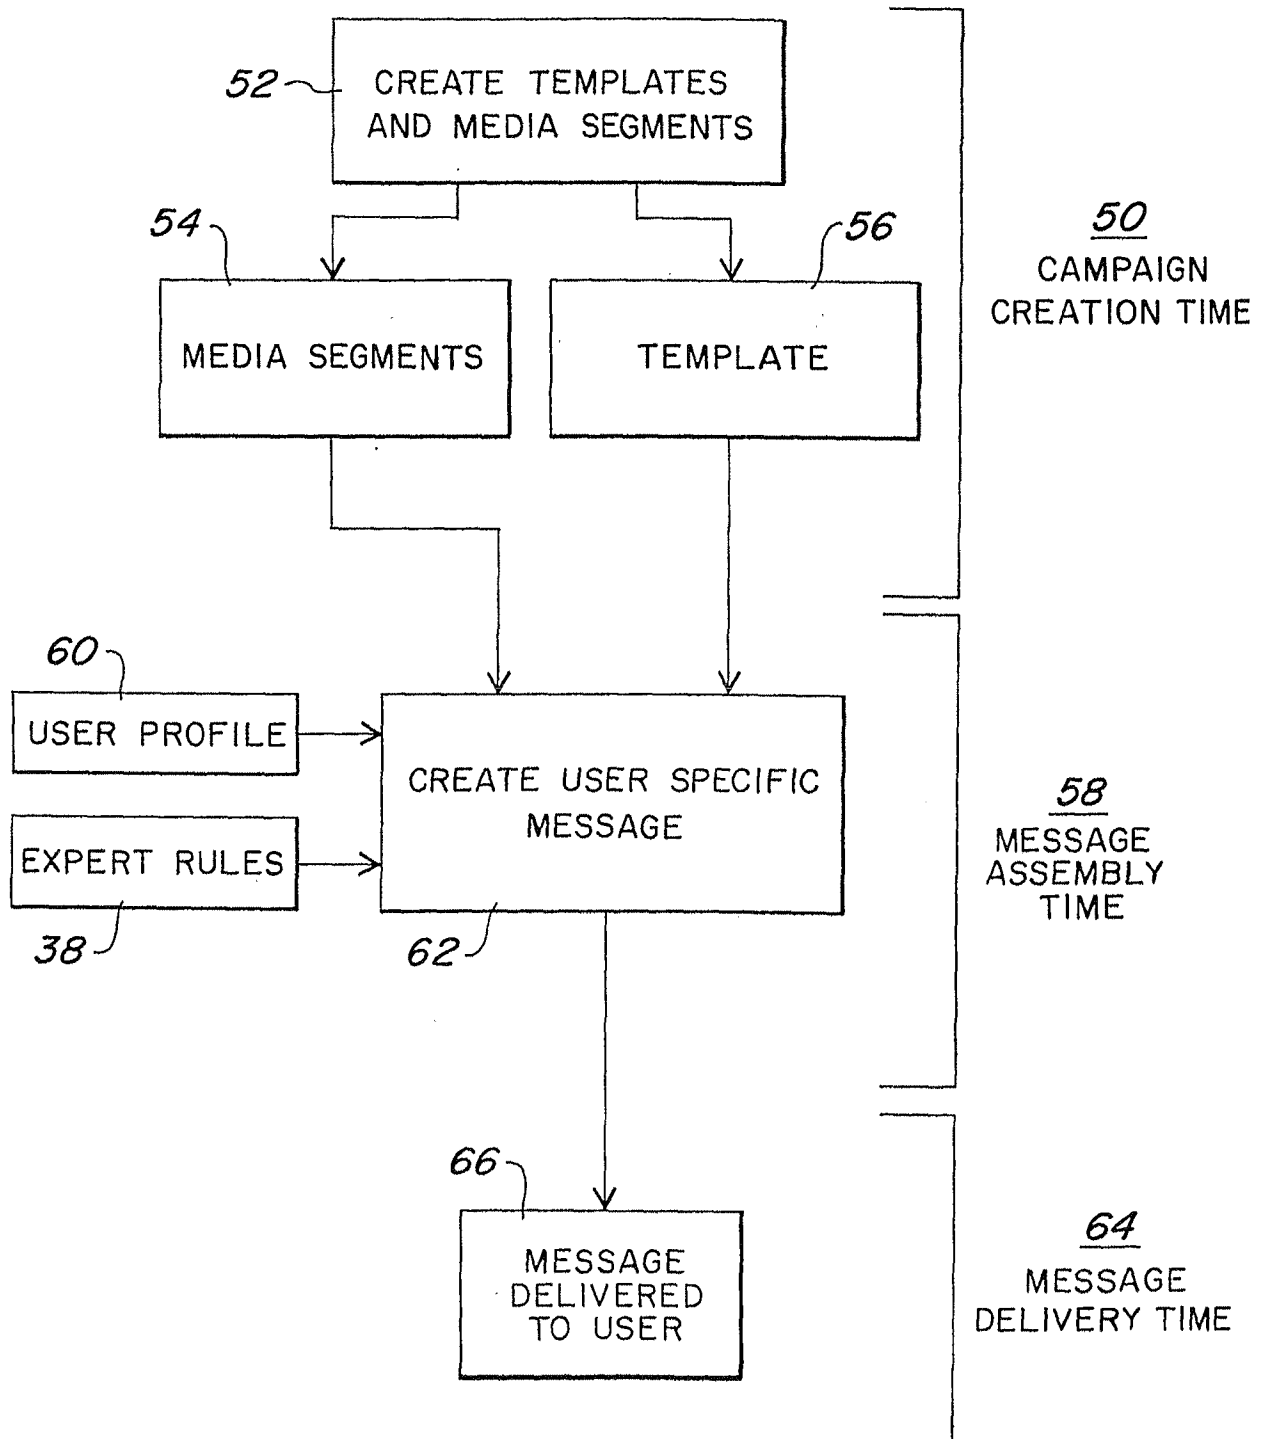 52
CREATE TEMPLATES
AND MEDIA SEGMENTS
54
56
50
CAMPAIGN
CREATION TIME
MEDIA SEGMENTS
TEMPLATE
60
USER PROFILE
EXPERT RULES
38
CREATE USER SPECIFIC
MESSAGE
62
58
MESSAGE
ASSEMBLY
TIME
66
MESSAGE
DELIVERED
TO USER
64
MESSAGE
DELIVERY TIME